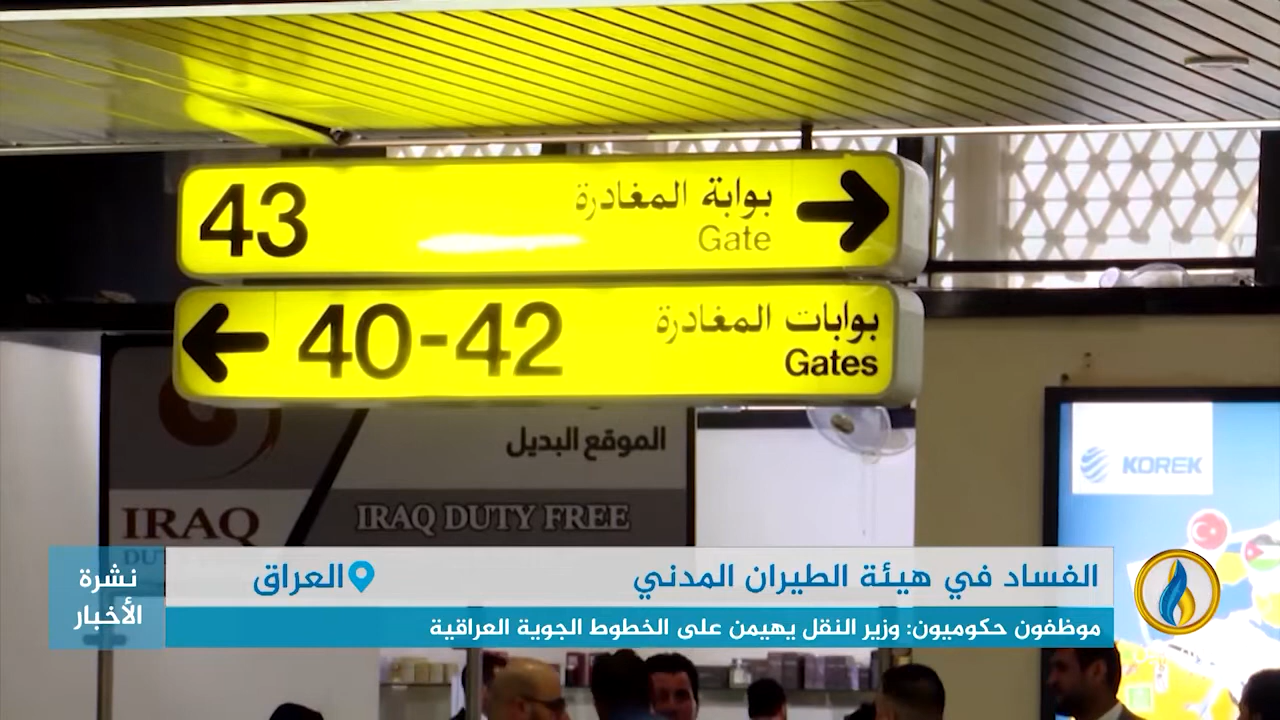 43
بوابة المغادرة
Gate
40-42
بوابات المغادرة
Gates
الموقع البديل
IRAQ
IRAQ DUTY FREE
KOREK
الفساد في هيئة الطيران المدني
العراق
نشرة
الأخبار
موظفون حكوميون: وزير النقل يهيمن على الخطوط الجوية العراقية